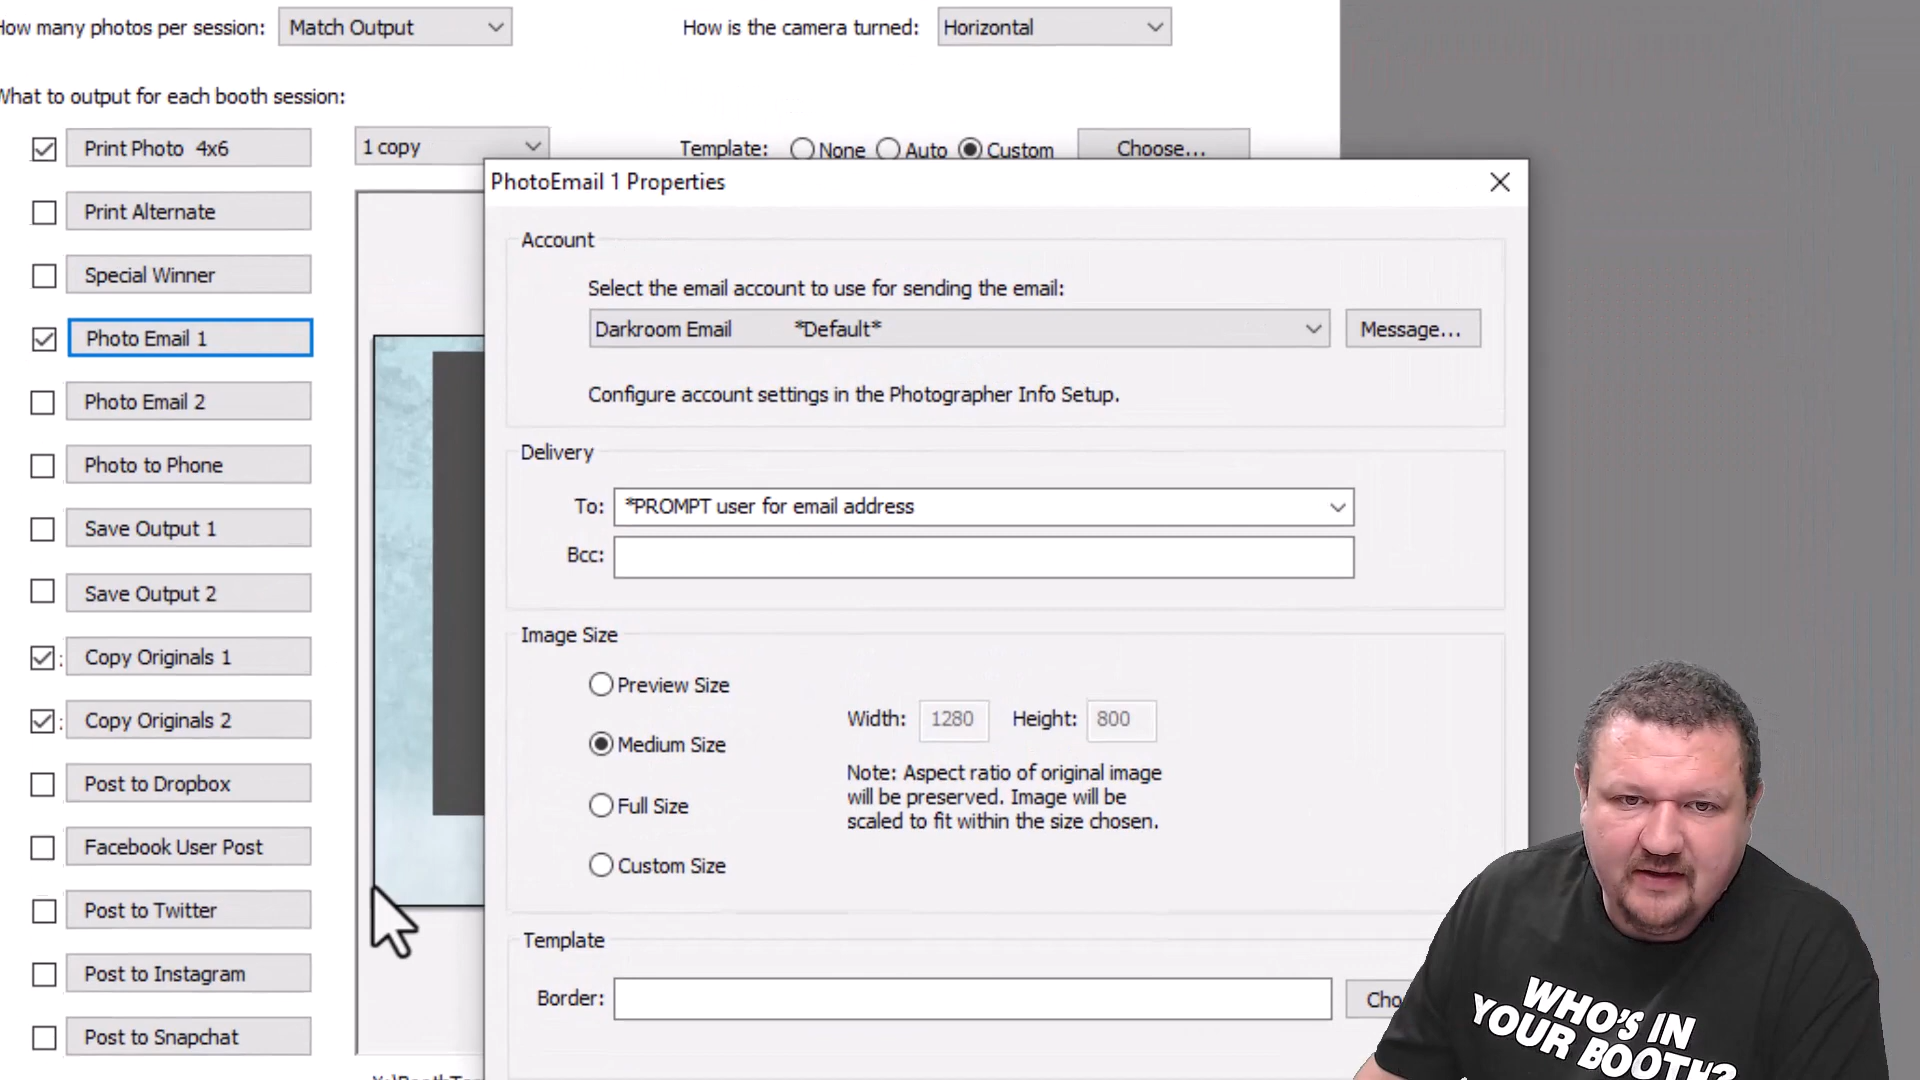 How many photos per session: Match Output How is the camera turned: Horizontal
What to output for each booth session:
Print Photo 4x6 1 copy Template: None Auto Custom Choose...
PhotoEmail 1 Properties
Print Alternate
Account
Special Winner
Select the email account to use for sending the email:
Photo Email 1
Darkroom Email *Default* Message...
Photo Email 2
Configure account settings in the Photographer Info Setup.
Delivery
Photo to Phone
To: *PROMPT user for email address
Save Output 1
Bcc:
Save Output 2
Image Size
Copy Originals 1
Preview Size
Copy Originals 2
Width: 1280 Height: 800
Medium Size
Post to Dropbox
Note: Aspect ratio of original image
will be preserved. Image will be
scaled to fit within the size chosen.
Full Size
Facebook User Post
Custom Size
Post to Twitter
Template
Post to Instagram
Border:
Post to Snapchat
WHO'S IN
YOUR BOOTH?